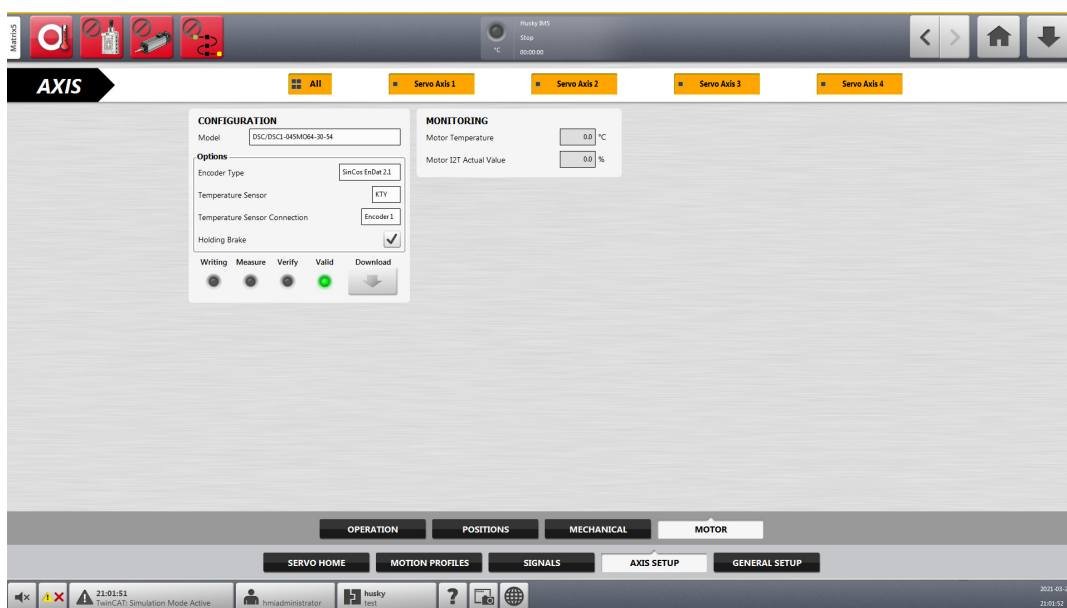 Matrix5
Husky IMS
Stop
°C
00:00:00
AXIS
All
Servo Axis 1
Servo Axis 2
Servo Axis 3
Servo Axis 4
CONFIGURATION
Model DSC/DSC1-045MO64-30-54
Options
Encoder Type SinCos EnDat 2.1
Temperature Sensor KTY
Temperature Sensor Connection Encoder 1
Holding Brake
Writing Measure Verify Valid Download
MONITORING
Motor Temperature 0.0 °C
Motor I2T Actual Value 0.0 %
OPERATION POSITIONS MECHANICAL MOTOR
SERVO HOME MOTION PROFILES SIGNALS AXIS SETUP GENERAL SETUP
21:01:51
TwinCAT: Simulation Mode Active
hmiadministrator
husky
test
?
2021-03-2
21:01:52